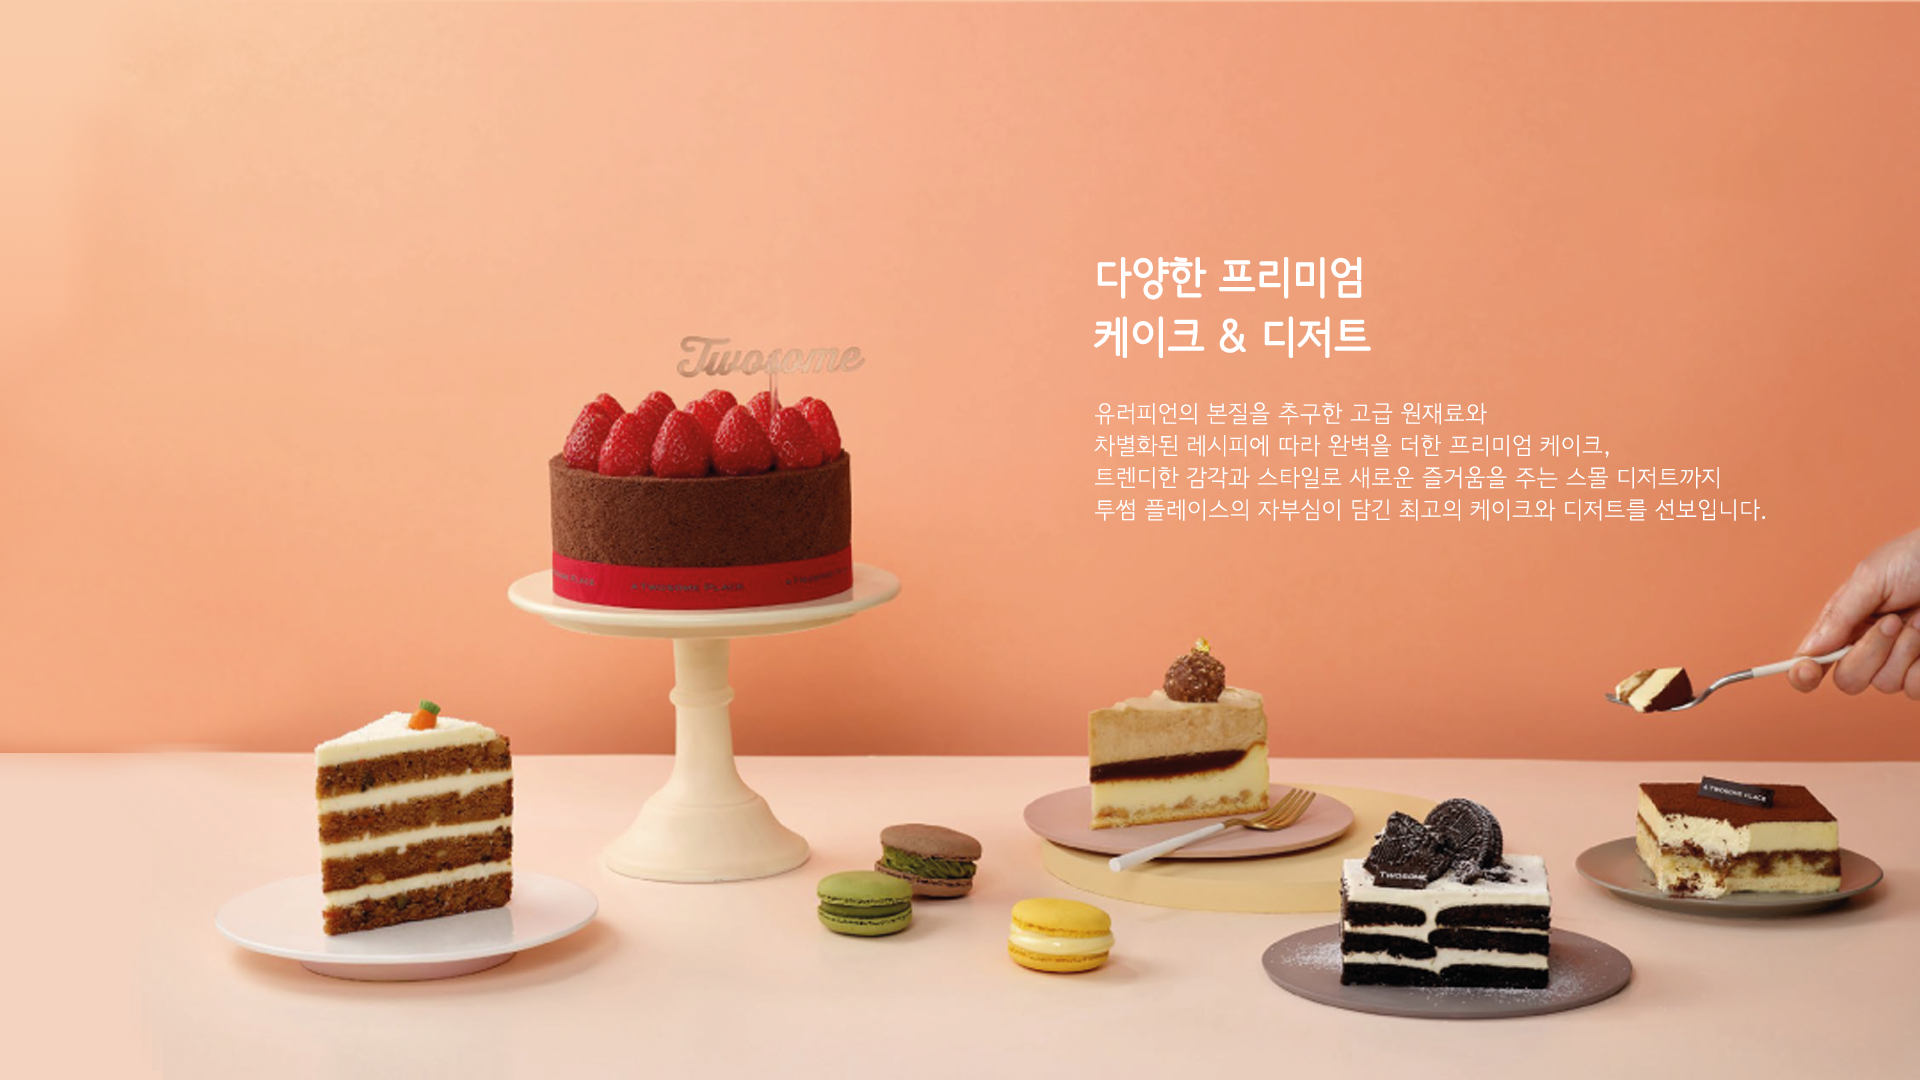 다양한 프리미엄
케이크 & 디저트
유러피언의 본질을 추구한 고급 원재료와
차별화된 레시피에 따라 완벽을 더한 프리미엄 케이크,
트렌디한 감각과 스타일로 새로운 즐거움을 주는 스몰 디저트까지
투썸 플레이스의 자부심이 담긴 최고의 케이크와 디저트를 선보입니다.
Twosome
A TWOSOME PLACE
A TWOSOME PLACE
TWOSOME